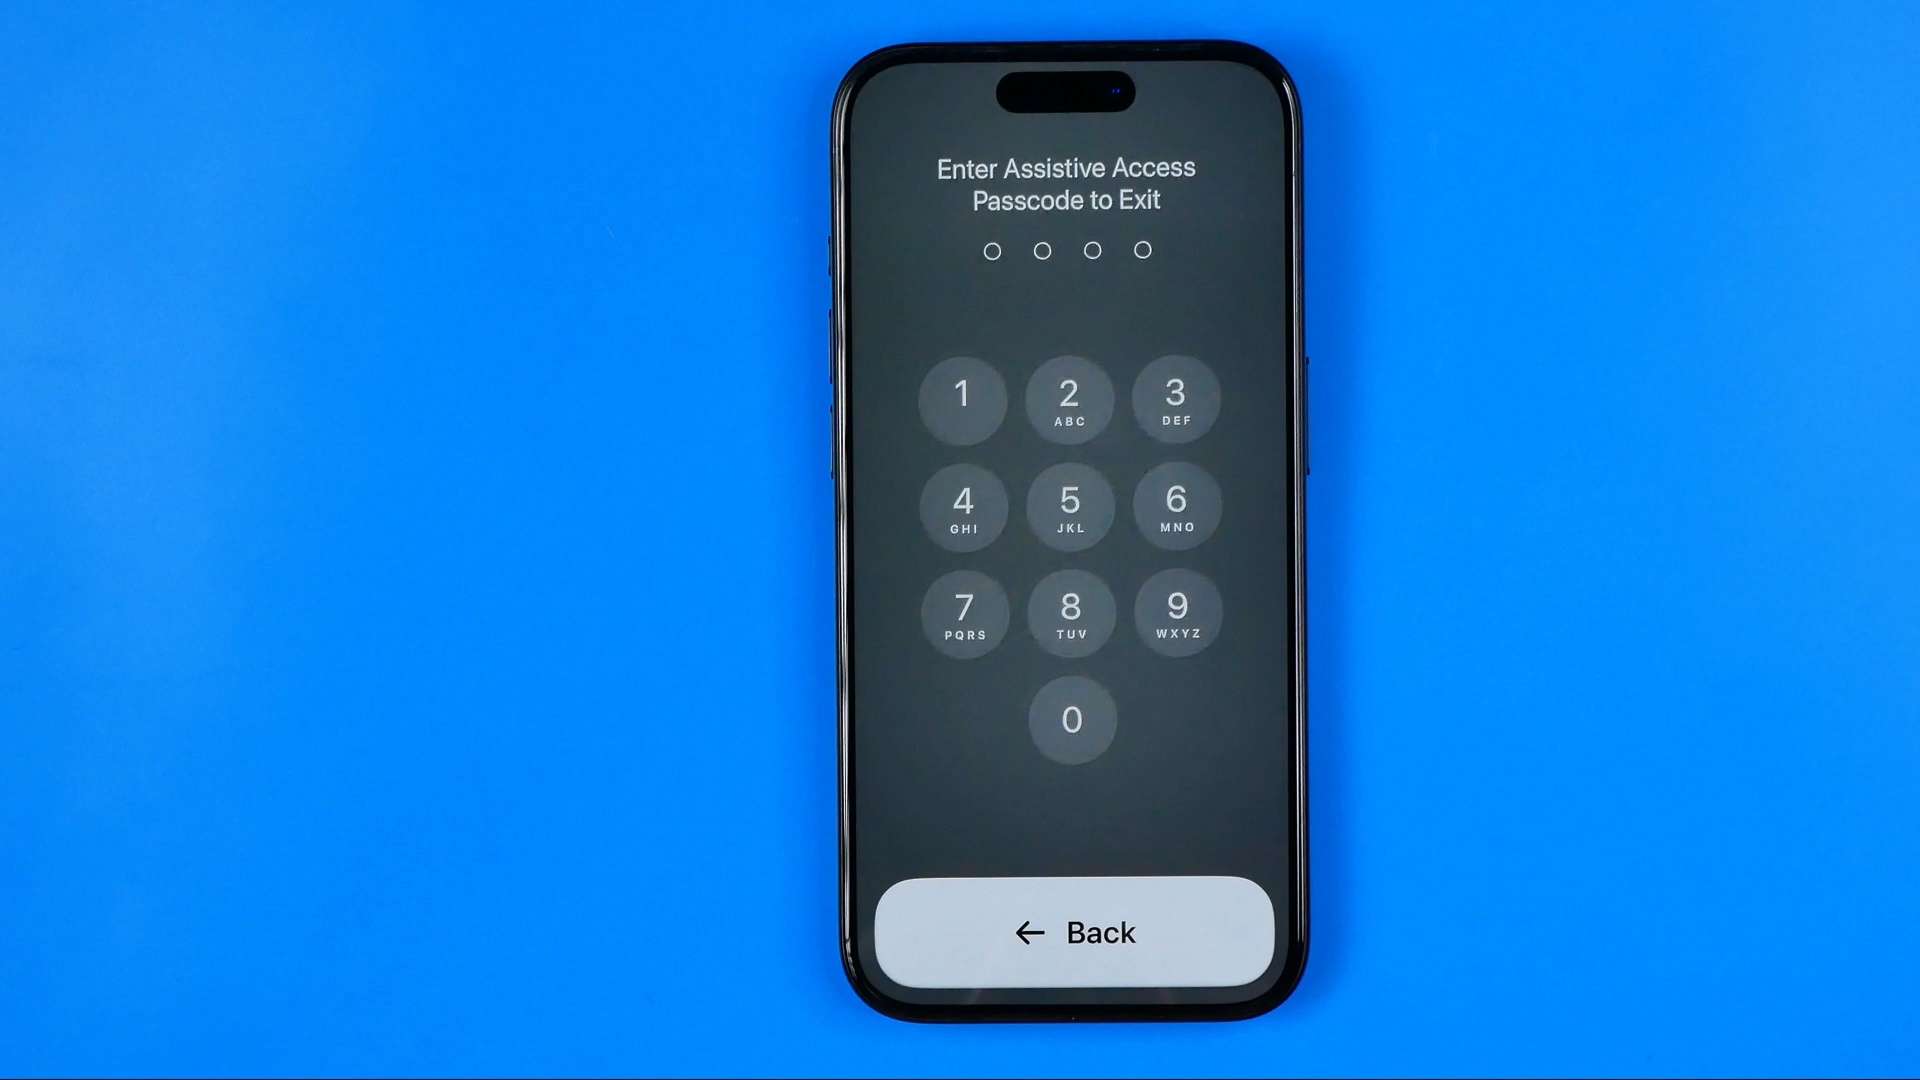 Enter Assistive Access
Passcode to Exit
1
2
ABC
3
DEF
4
GHI
5
JKL
6
MNO
7
PQRS
8
TUV
9
WXYZ
0
← Back